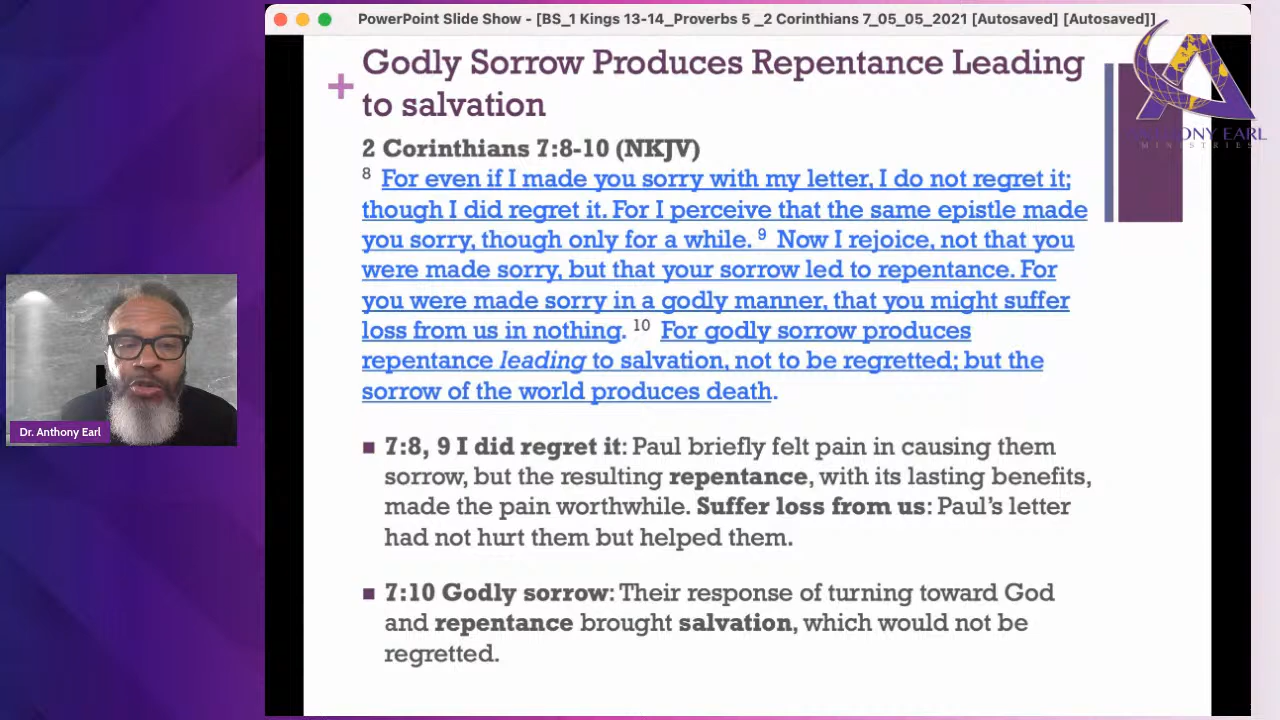 PowerPoint Slide Show - [BS_1 Kings 13-14_Proverbs 5 _2 Corinthians 7_05_05_2021 [Autosaved] [Autosaved]]
Godly Sorrow Produces Repentance Leading
+ to salvation
2 Corinthians 7:8-10 (NKJV)
8 For even if I made you sorry with my letter, I do not regret it;
though I did regret it. For I perceive that the same epistle made
you sorry, though only for a while. 9 Now I rejoice, not that you
were made sorry, but that your sorrow led to repentance. For
you were made sorry in a godly manner, that you might suffer
loss from us in nothing. 10 For godly sorrow produces
repentance leading to salvation, not to be regretted; but the
sorrow of the world produces death.
■ 7:8, 9 I did regret it: Paul briefly felt pain in causing them
sorrow, but the resulting repentance, with its lasting benefits,
made the pain worthwhile. Suffer loss from us: Paul's letter
had not hurt them but helped them.
■ 7:10 Godly sorrow: Their response of turning toward God
and repentance brought salvation, which would not be
regretted.
Dr. Anthony Earl
ANTHONY EARL
MINISTRIES